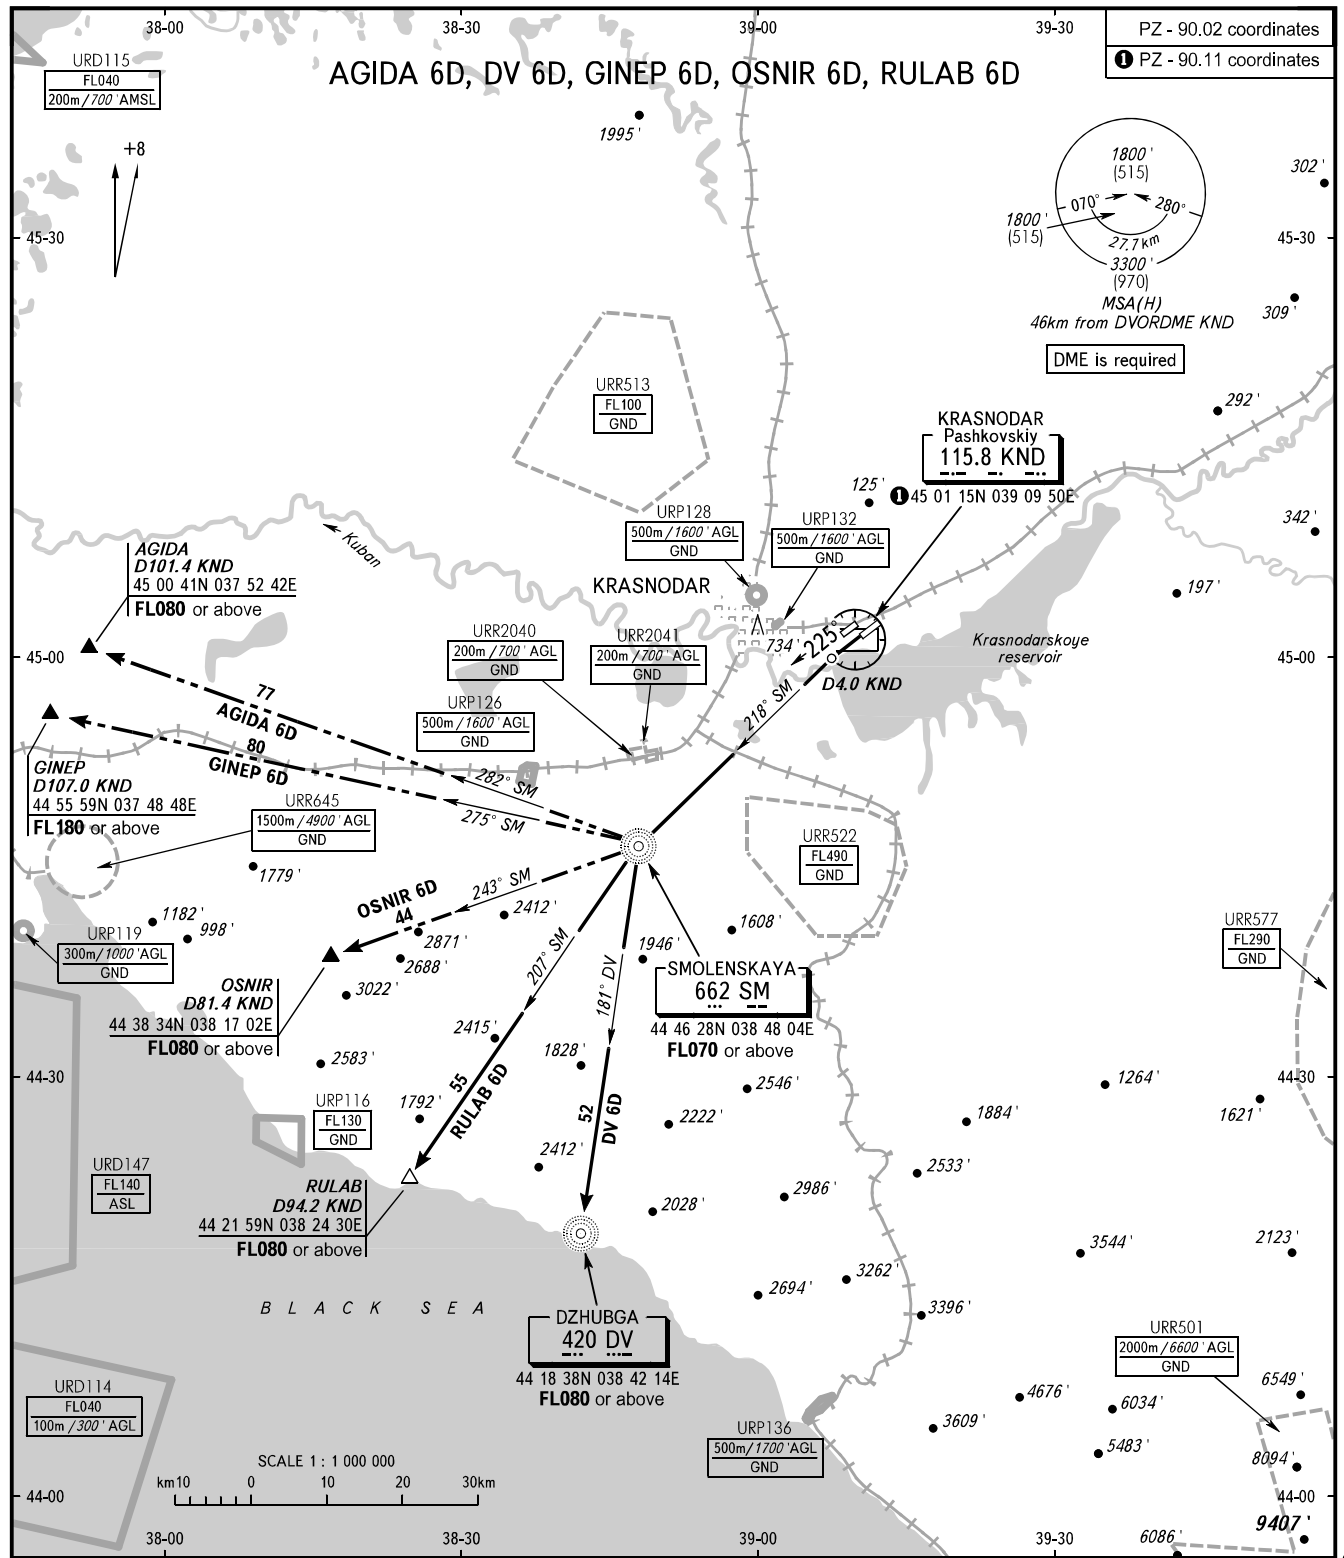 38-00
38-30
39-00
39-30
PZ - 90.02 coordinates
❶ PZ - 90.11 coordinates
AGIDA 6D, DV 6D, GINEP 6D, OSNIR 6D, RULAB 6D
URD115
FL040
200m/700 'AMSL
+8
1995 '
302 '
1800 '
(515)
070°
280°
1800 '
(515)
27.7 km
3300 '
(970)
MSA(H)
46km from DVORDME KND
45-30
45-30
309 '
DME is required
URR513
FL100
GND
292 '
KRASNODAR
Pashkovskiy
115.8 KND
❶ 45 01 15N 039 09 50E
125 '
342 '
197 '
URP128
500m/1600 ' AGL
GND
URP132
500m/1600 ' AGL
GND
Kuban
AGIDA
D101.4 KND
45 00 41N 037 52 42E
FL080 or above
KRASNODAR
734 '
225°
D4.0 KND
Krasnodarskoye
reservoir
URR2040
200m/700 ' AGL
GND
URR2041
200m/700 ' AGL
GND
45-00
45-00
URP126
500m/1600 ' AGL
GND
218° SM
77
AGIDA 6D
80
GINEP 6D
282° SM
275° SM
GINEP
D107.0 KND
44 55 59N 037 48 48E
FL180 or above
URR645
1500m/4900 ' AGL
GND
URR522
FL490
GND
1779 '
243° SM
OSNIR 6D
44
2412 '
1182 '
998 '
2871 '
2688 '
3022 '
207° SM
181° DV
1946 '
1608 '
URP119
300m/1000 'AGL
GND
URR577
FL290
GND
SMOLENSKAYA
662 SM
44 46 28N 038 48 04E
FL070 or above
OSNIR
D81.4 KND
44 38 34N 038 17 02E
FL080 or above
2415 '
2583 '
1828 '
2546 '
1264 '
44-30
44-30
1621 '
1884 '
55
RULAB 6D
52
DV 6D
1792 '
2222 '
URP116
FL130
GND
2412 '
2533 '
URD147
FL140
ASL
RULAB
D94.2 KND
44 21 59N 038 24 30E
FL080 or above
2028 '
2986 '
3544 '
2123 '
3262 '
2694 '
3396 '
BLACK SEA
DZHUBGA
420 DV
44 18 38N 038 42 14E
FL080 or above
URR501
2000m/6600 ' AGL
GND
URD114
FL040
100m/300 ' AGL
6549 '
4676 '
6034 '
3609 '
5483 '
8094 '
URP136
500m/1700 'AGL
GND
SCALE 1 : 1 000 000
km10
0
10
20
30km
44-00
44-00
9407 '
6086 '
38-00
38-30
39-00
39-30